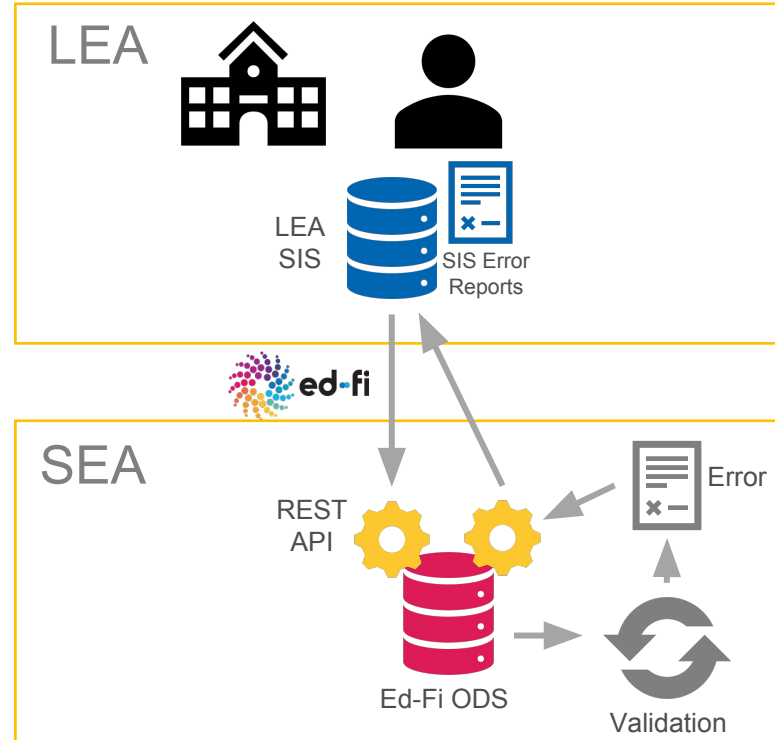 LEA
LEA
SIS
SIS Error
Reports
ed-fi
SEA
REST
API
Error
Ed-Fi ODS
Validation